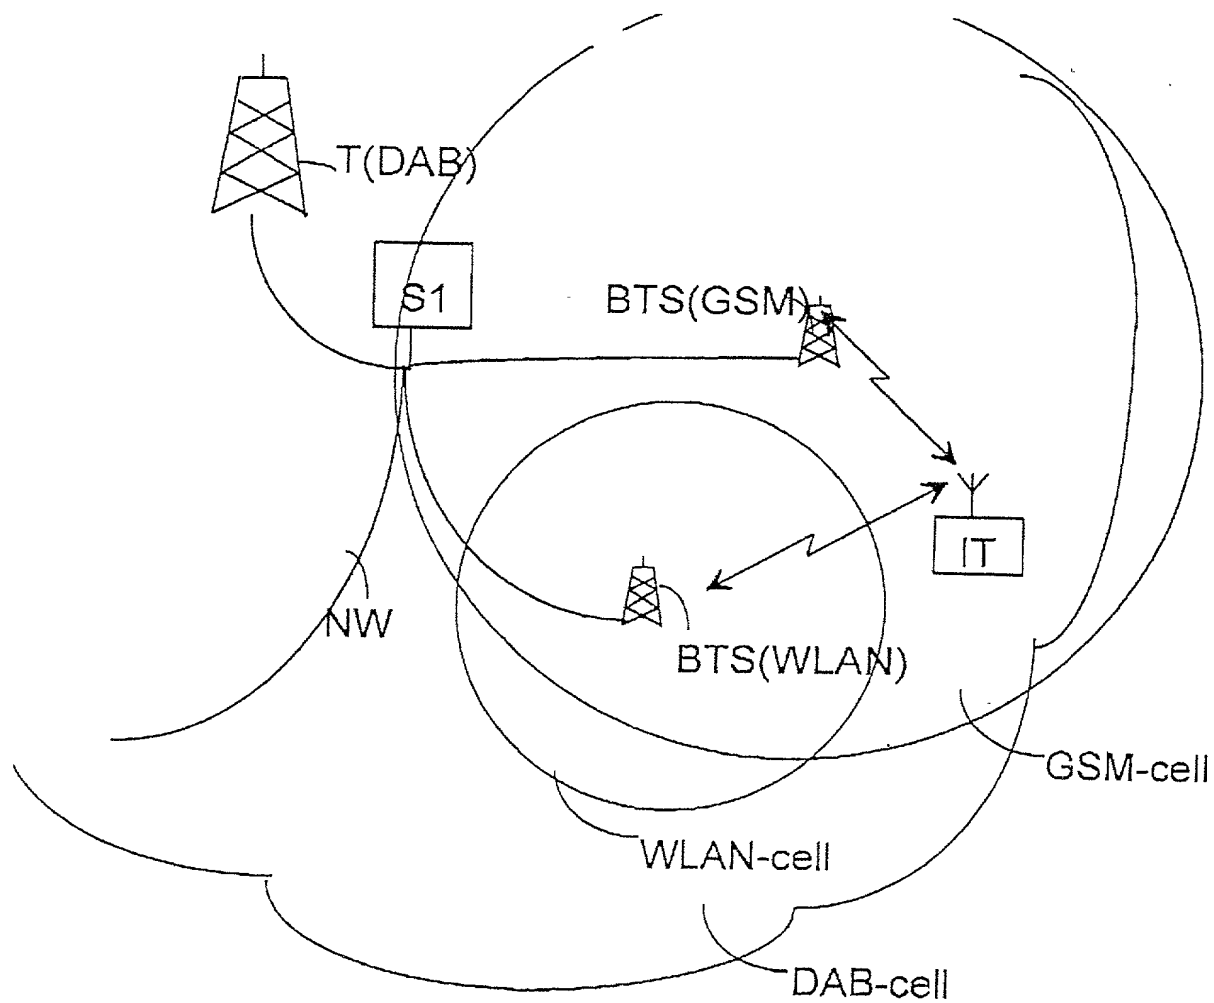 T(DAB)
S1
BTS(GSM)
IT
NW
BTS(WLAN)
GSM-cell
WLAN-cell
DAB-cell